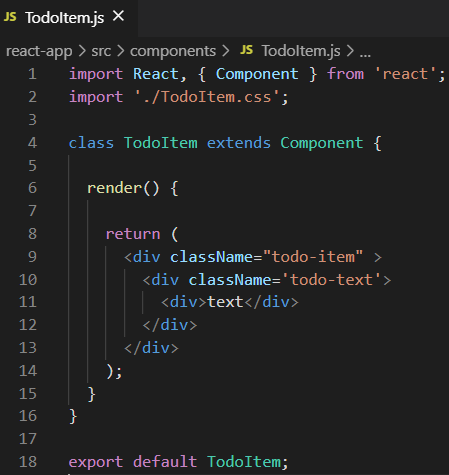 JS TodoItem.js ×
react-app > src > components > JS TodoItem.js > ...
1 import React, { Component } from 'react';
2 import './TodoItem.css';
3
4 class TodoItem extends Component {
5
6   render() {
7
8     return (
9       <div className="todo-item" >
10         <div className='todo-text'>
11           <div>text</div>
12         </div>
13       </div>
14     );
15   }
16 }
17
18 export default TodoItem;